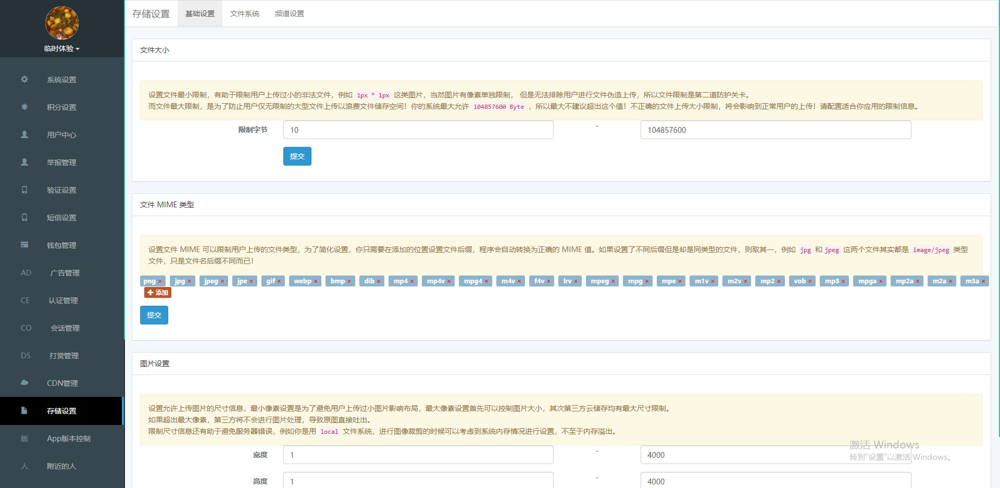 临时体验
系统设置
积分设置
用户中心
举报管理
验证设置
短信设置
钱包管理
AD 广告管理
CE 认证管理
CO 会话管理
DS 打赏管理
CDN管理
存储设置
版 App版本控制
人 附近的人
存储设置 基础设置 文件系统 频道设置
文件大小
设置文件最小限制，有助于限制用户上传过小的非法文件，例如 1px * 1px 这类图片，当然图片有像素单独限制， 但是无法排除用户进行文件伪造上传，所以文件限制是第二道防护关卡。
而文件最大限制，是为了防止用户仅无限制的大型文件上传以浪费文件储存空间！你的系统最大允许 104857600 Byte ，所以最大不建议超出这个值！不正确的文件上传大小限制，将会影响到正常用户的上传！请配置适合你应用的限制信息。
限制字节 10 - 104857600
提交
文件 MIME 类型
设置文件 MIME 可以限制用户上传的文件类型，为了简化设置，你只需要在添加的位置设置文件后缀，程序会自动转换为正确的 MIME 值。如果设置了不同后缀但是却是同类型的文件，则取其一，例如 jpg 和 jpeg 这两个文件其实都是 image/jpeg 类型
文件，只是文件名后缀不同而已！
png × jpg × jpeg × jpe × gif × webp × bmp × dib × mp4 × mp4v × mpg4 × m4v × f4v × lrv × mpeg × mpg × mpe × m1v × m2v × mp2 × vob × mp3 × mpga × mp2a × m2a × m3a ×
添加
提交
图片设置
设置允许上传图片的尺寸信息，最小像素设置是为了避免用户上传过小图片影响布局，最大像素设置首先可以控制图片大小，其次第三方云储存均有最大尺寸限制。
如果超出最大像素，第三方将不会进行图片处理，导致原图直接吐出。
限制尺寸信息还有助于避免服务器错误，例如你是用 local 文件系统，进行图像裁剪的时候可以考虑到系统内存情况进行设置，不至于内存溢出。
宽度 1 - 4000
高度 1 - 4000
激活 Windows
转到“设置”以激活 Windows。